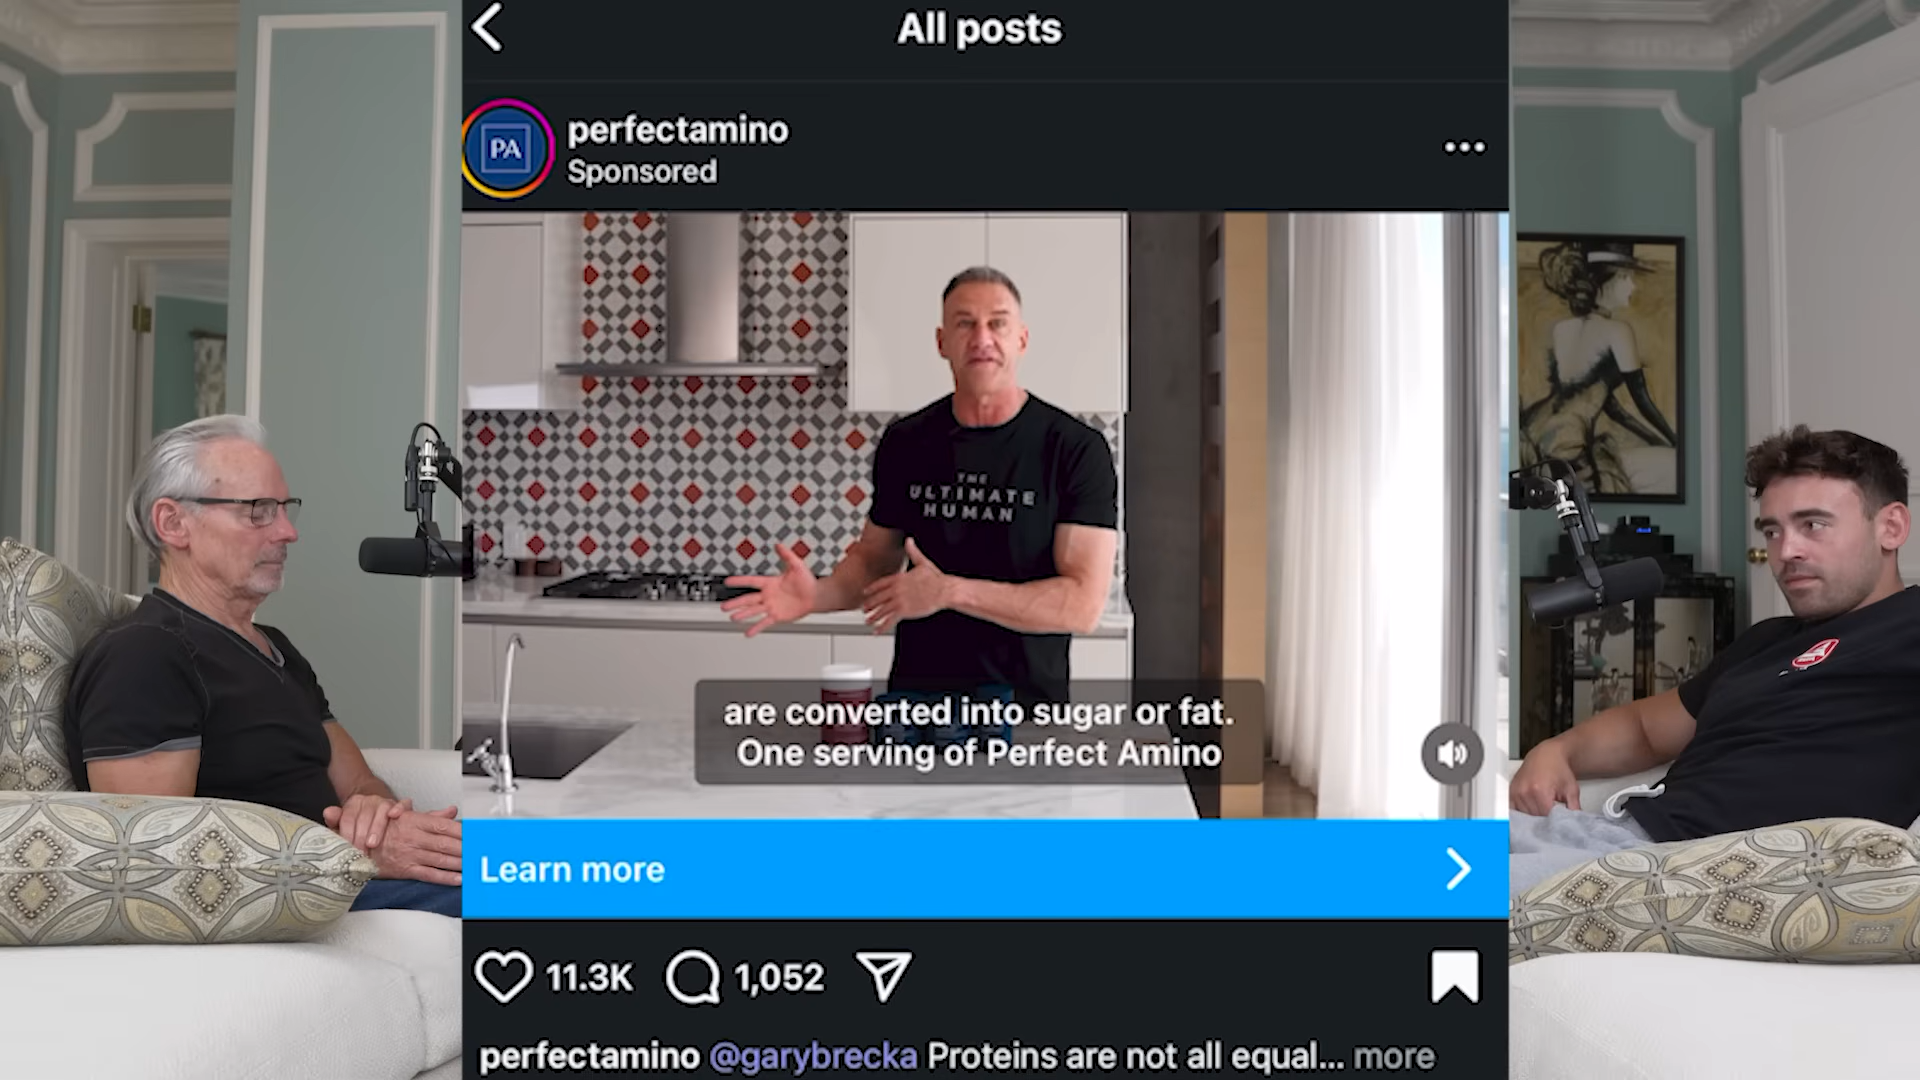 All posts
perfectamino
PA
Sponsored
THE
ULTIMATE
HUMAN
are converted into sugar or fat.
One serving of Perfect Amino
Learn more
11.3K
1,052
perfectamino @garybrecka Proteins are not all equal... more